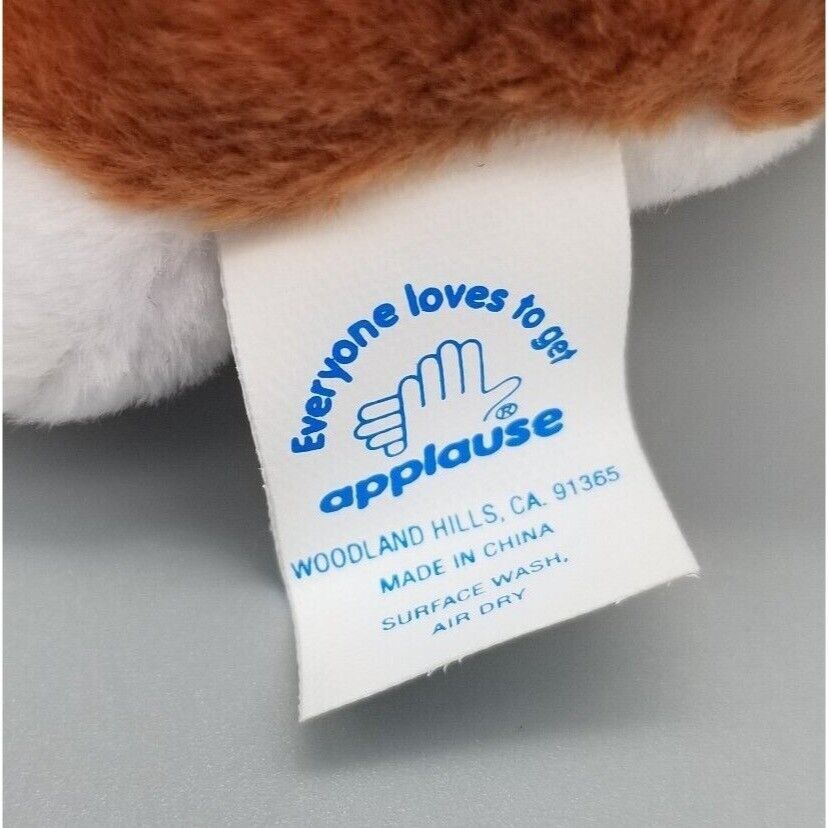 Everyone loves to get
applause®
WOODLAND HILLS, CA. 91365
MADE IN CHINA
SURFACE WASH,
AIR DRY